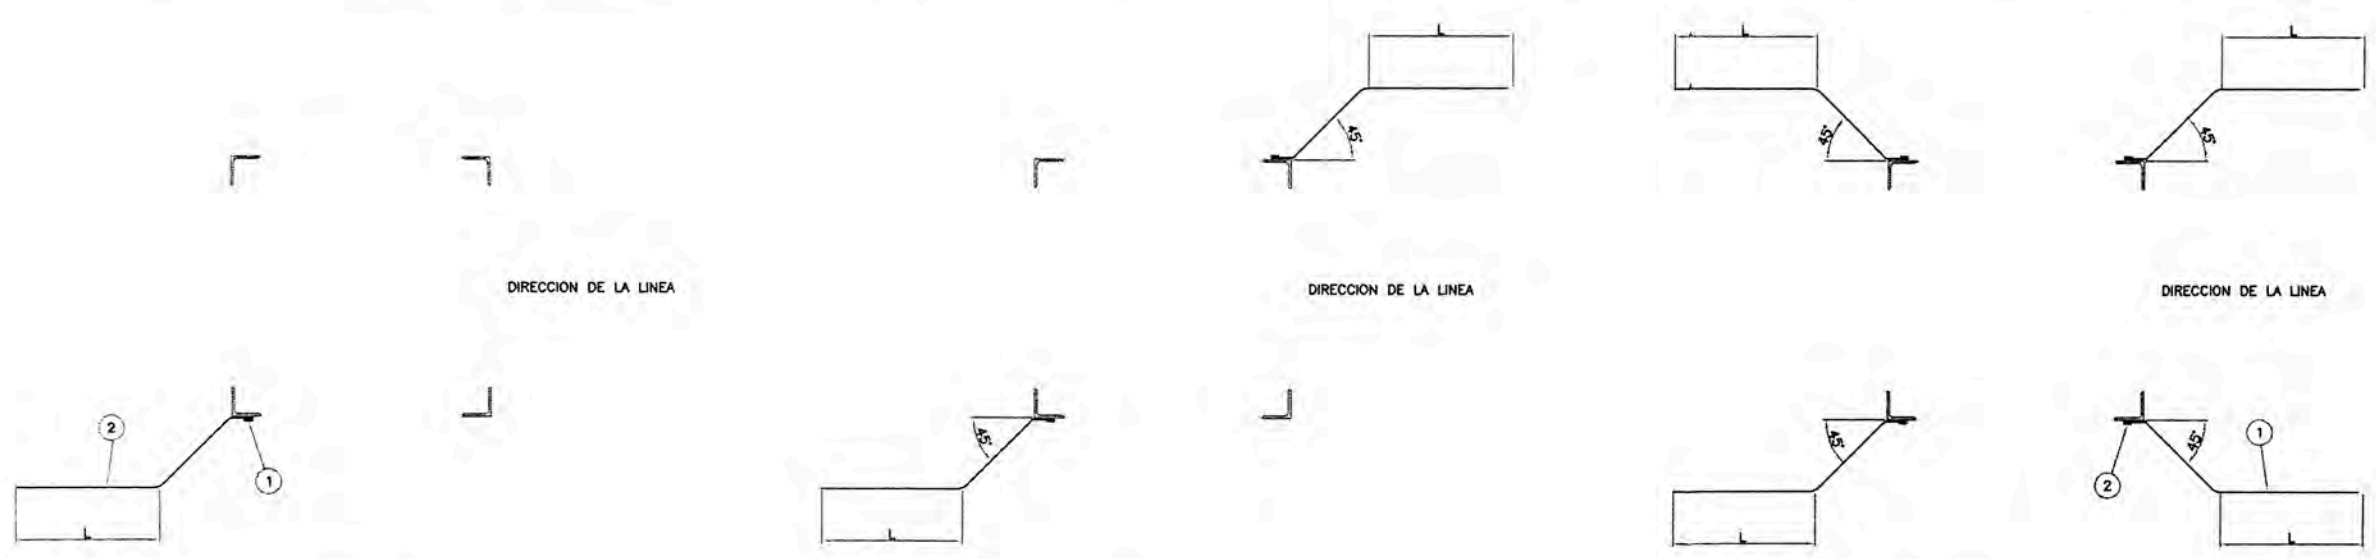 L L L
45° 45° 45°
DIRECCION DE LA LINEA DIRECCION DE LA LINEA DIRECCION DE LA LINEA
2 45° 45° 45° 1
1 2
L L L L